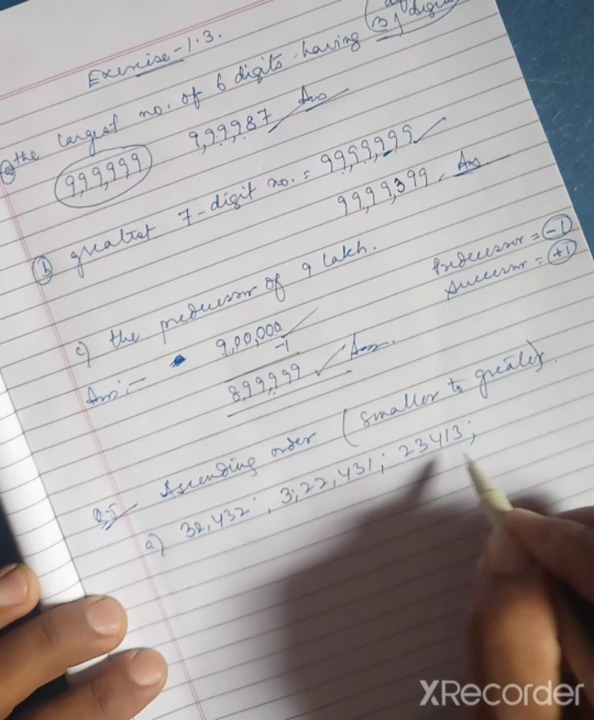 Exercise-1.3.
a) the largest no. of 6 digits having 3 digits
999,999 9,99,987 Ans
b) greatest 7-digit no. = 99,99,999
99,99,399 Ans
c) the predecessor of 9 lakh.
Predecessor = -1
Successor = +1
Ans:- 9,00,000
-1
8,99,999 Ans.
Q.5 Ascending order (smaller to greater).
a) 32,432; 3,22,431; 23413;
XRecorder